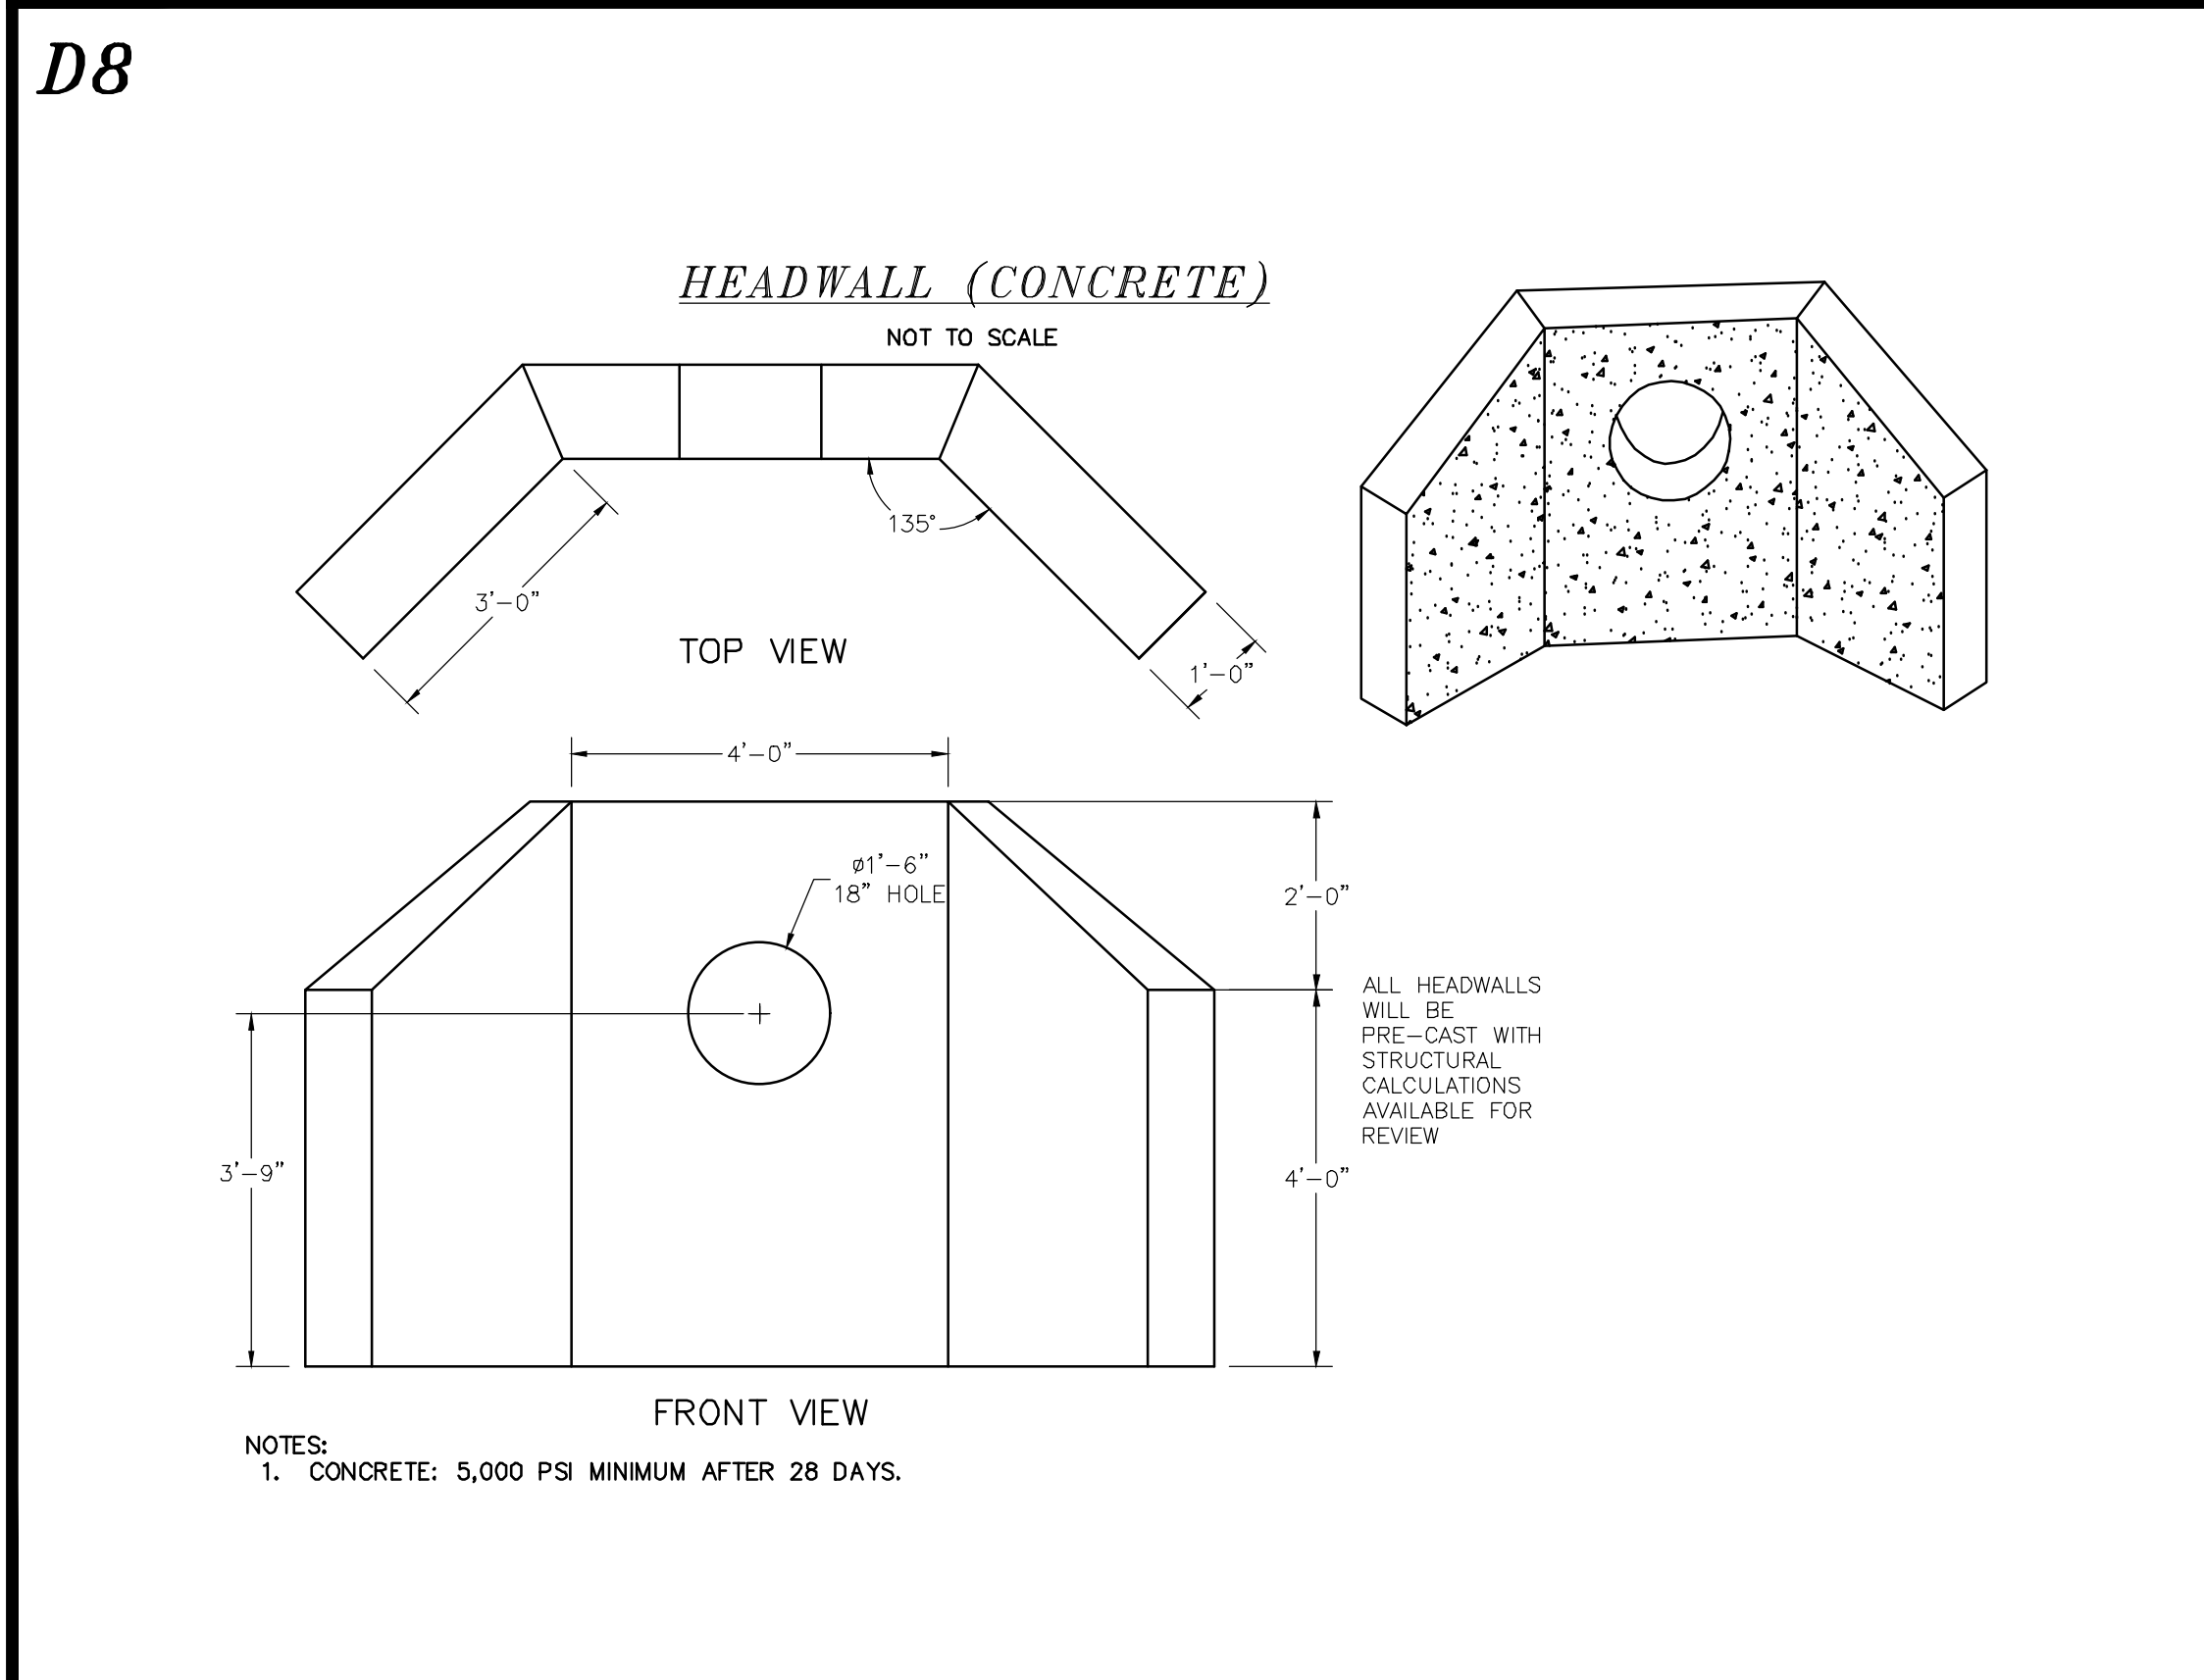 D8
HEADWALL (CONCRETE)
NOT TO SCALE
135°
3'-0"
TOP VIEW
1'-0"
4'-0"
ø1'-6"
18" HOLE
2'-0"
ALL HEADWALLS
WILL BE
PRE-CAST WITH
STRUCTURAL
CALCULATIONS
AVAILABLE FOR
REVIEW
3'-9"
4'-0"
FRONT VIEW
NOTES:
1. CONCRETE: 5,000 PSI MINIMUM AFTER 28 DAYS.